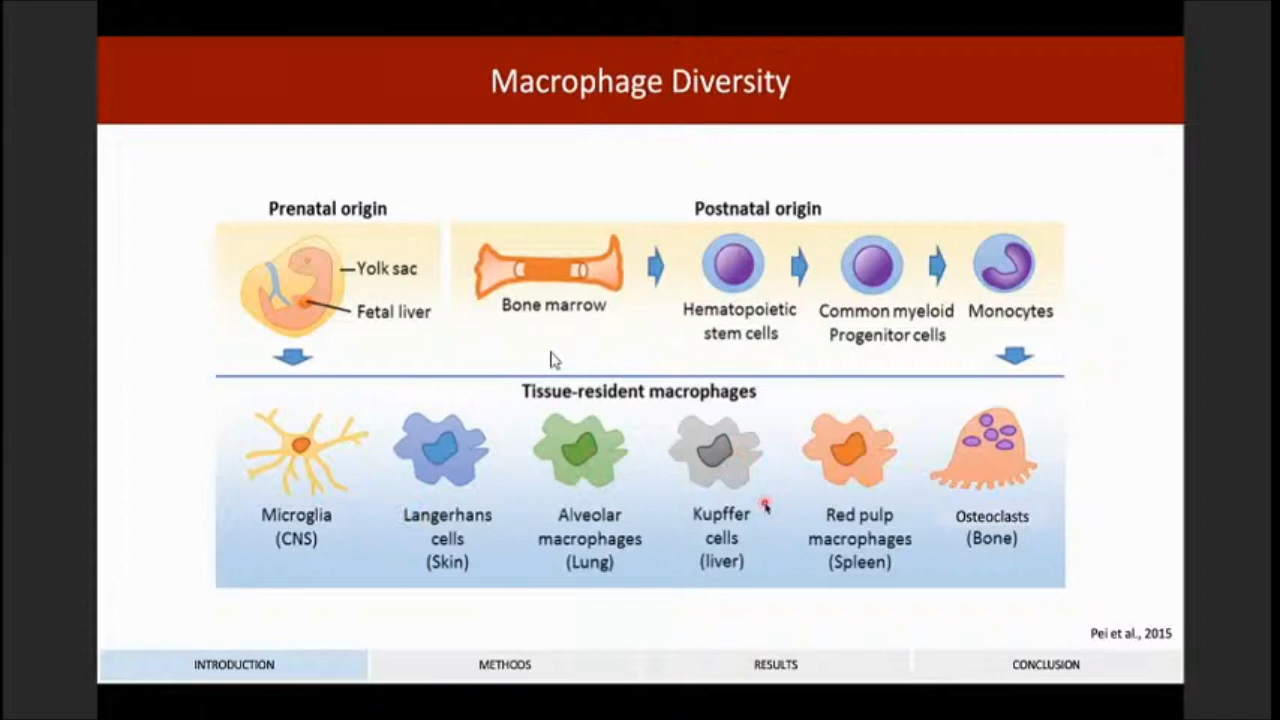 Macrophage Diversity
Prenatal origin
Postnatal origin
Yolk sac
Fetal liver
Bone marrow
Hematopoietic
stem cells
Common myeloid
Progenitor cells
Monocytes
Tissue-resident macrophages
Microglia
(CNS)
Langerhans
cells
(Skin)
Alveolar
macrophages
(Lung)
Kupffer
cells
(liver)
Red pulp
macrophages
(Spleen)
Osteoclasts
(Bone)
Pei et al., 2015
INTRODUCTION
METHODS
RESULTS
CONCLUSION